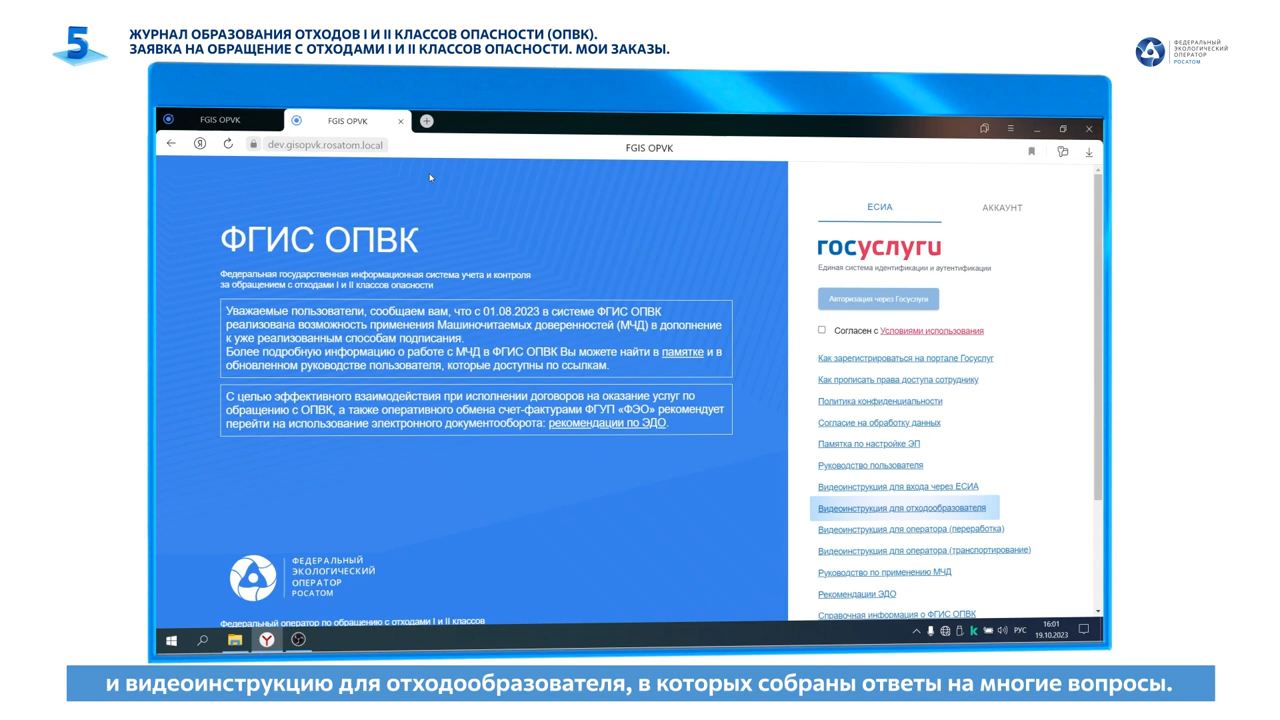 5
ЖУРНАЛ ОБРАЗОВАНИЯ ОТХОДОВ I И II КЛАССОВ ОПАСНОСТИ (ОПВК).
ЗАЯВКА НА ОБРАЩЕНИЕ С ОТХОДАМИ I И II КЛАССОВ ОПАСНОСТИ. МОИ ЗАКАЗЫ.
ФЕДЕРАЛЬНЫЙ
ЭКОЛОГИЧЕСКИЙ
ОПЕРАТОР
РОСАТОМ
FGIS OPVK
FGIS OPVK
dev.gisopvk.rosatom.local
FGIS OPVK
ФГИС ОПВК
Федеральная государственная информационная система учета и контроля
за обращением с отходами I и II классов опасности
Уважаемые пользователи, сообщаем вам, что с 01.08.2023 в системе ФГИС ОПВК
реализована возможность применения Машиночитаемых доверенностей (МЧД) в дополнение
к уже реализованным способам подписания.
Более подробную информацию о работе с МЧД в ФГИС ОПВК Вы можете найти в памятке и в
обновленном руководстве пользователя, которые доступны по ссылкам.
С целью эффективного взаимодействия при исполнении договоров на оказание услуг по
обращению с ОПВК, а также оперативного обмена счет-фактурами ФГУП «ФЭО» рекомендует
перейти на использование электронного документооборота: рекомендации по ЭДО.
ФЕДЕРАЛЬНЫЙ
ЭКОЛОГИЧЕСКИЙ
ОПЕРАТОР
РОСАТОМ
Федеральный оператор по обращению с отходами I и II классов
ЕСИА
АККАУНТ
госуслуги
Единая система идентификации и аутентификации
Авторизация через Госуслуги
Согласен с Условиями использования
Как зарегистрироваться на портале Госуслуг
Как прописать права доступа сотруднику
Политика конфиденциальности
Согласие на обработку данных
Памятка по настройке ЭП
Руководство пользователя
Видеоинструкция для входа через ЕСИА
Видеоинструкция для отходообразователя
Видеоинструкция для оператора (переработка)
Видеоинструкция для оператора (транспортирование)
Руководство по применению МЧД
Рекомендации ЭДО
Справочная информация о ФГИС ОПВК
РУС
16:01
19.10.2023
и видеоинструкцию для отходообразователя, в которых собраны ответы на многие вопросы.